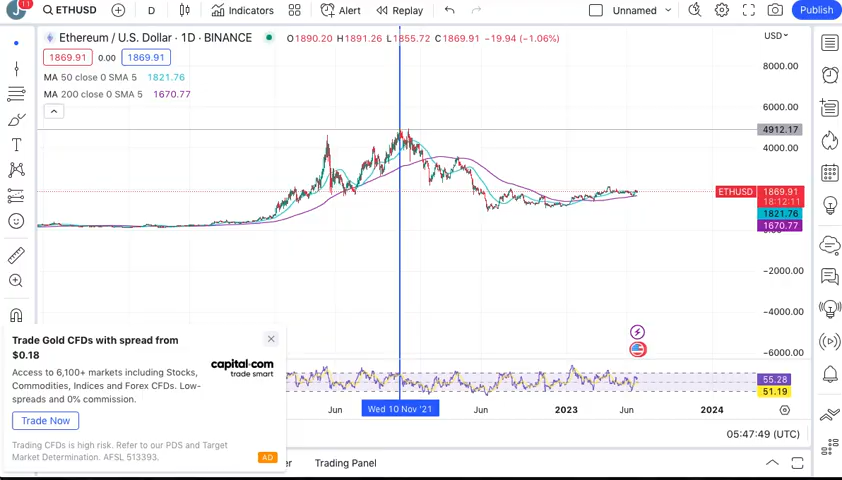 11
J
ETHUSD
D
Indicators
Alert
Replay
Unnamed
Publish
Ethereum / U.S. Dollar · 1D · BINANCE
O1890.20 H1891.26 L1855.72 C1869.91 −19.94 (−1.06%)
USD
1869.91 0.00 1869.91
MA 50 close 0 SMA 5 1821.76
MA 200 close 0 SMA 5 1670.77
8000.00
6000.00
4912.17
4000.00
ETHUSD 1869.91
18:12:11
1821.76
1670.77
−2000.00
−4000.00
−6000.00
55.28
51.19
Trade Gold CFDs with spread from
$0.18
Access to 6,100+ markets including Stocks,
Commodities, Indices and Forex CFDs. Low-
spreads and 0% commission.
capital.com
trade smart
Trade Now
Trading CFDs is high risk. Refer to our PDS and Target
Market Determination. AFSL 513393.
AD
Jun
Wed 10 Nov '21
Jun
2023
Jun
2024
05:47:49 (UTC)
Trading Panel